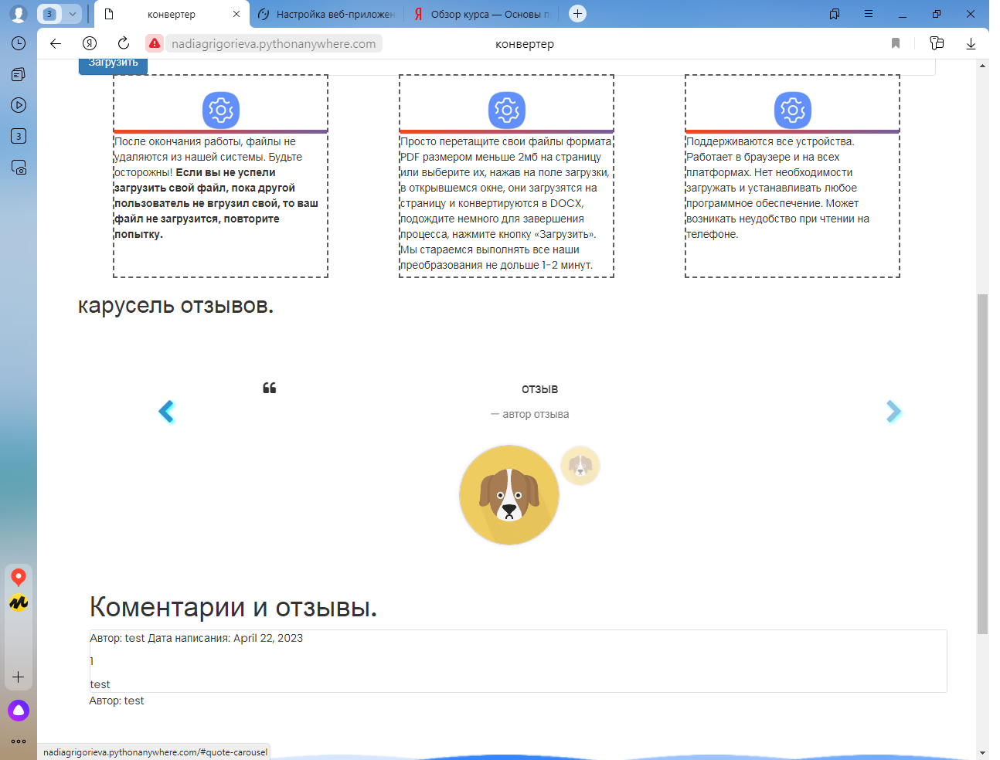 3
конвертер
Настройка веб-приложен
Обзор курса — Основы п
nadiagrigorieva.pythonanywhere.com
конвертер
3
Загрузить
После окончания работы, файлы не
удаляются из нашей системы. Будьте
осторожны! Если вы не успели
загрузить свой файл, пока другой
пользователь не вгрузил свой, то ваш
файл не загрузится, повторите
попытку.
Просто перетащите свои файлы формата
PDF размером меньше 2мб на страницу
или выберите их, нажав на поле загрузки,
в открывшемся окне, они загрузятся на
страницу и конвертируются в DOCX,
подождите немного для завершения
процесса, нажмите кнопку «Загрузить».
Мы стараемся выполнять все наши
преобразования не дольше 1-2 минут.
Поддерживаются все устройства.
Работает в браузере и на всех
платформах. Нет необходимости
загружать и устанавливать любое
программное обеспечение. Может
возникать неудобство при чтении на
телефоне.
карусель отзывов.
❝ отзыв
— автор отзыва
Коментарии и отзывы.
Автор: test Дата написания: April 22, 2023
1
test
Автор: test
nadiagrigorieva.pythonanywhere.com/#quote-carousel